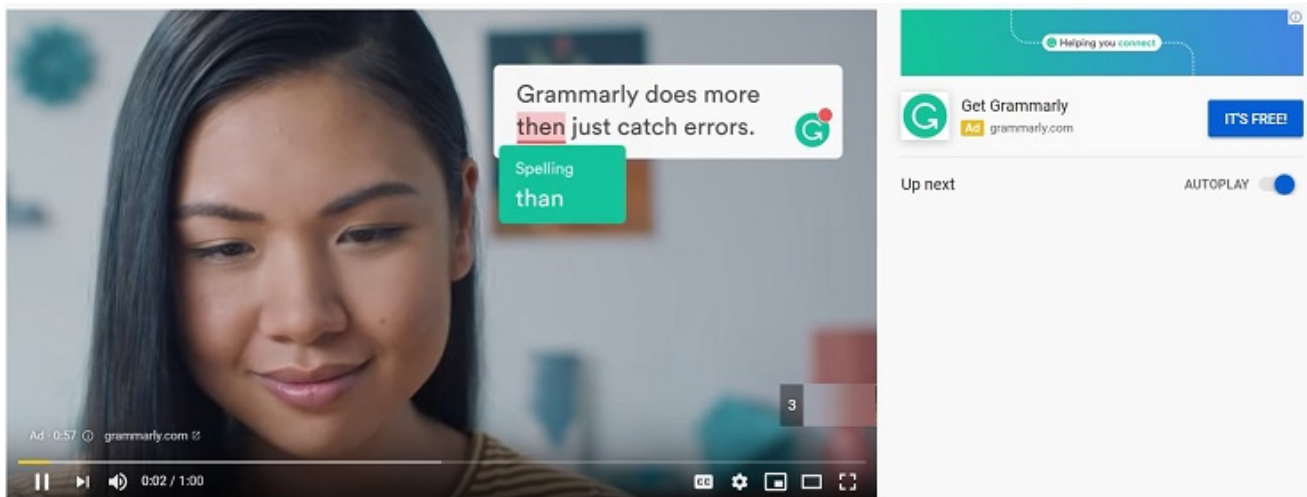 Grammarly does more
then just catch errors.
Spelling
than
3
Ad · 0:57 grammarly.com
0:02 / 1:00
CC
Helping you connect
Get Grammarly
Ad grammarly.com
IT'S FREE!
Up next
AUTOPLAY